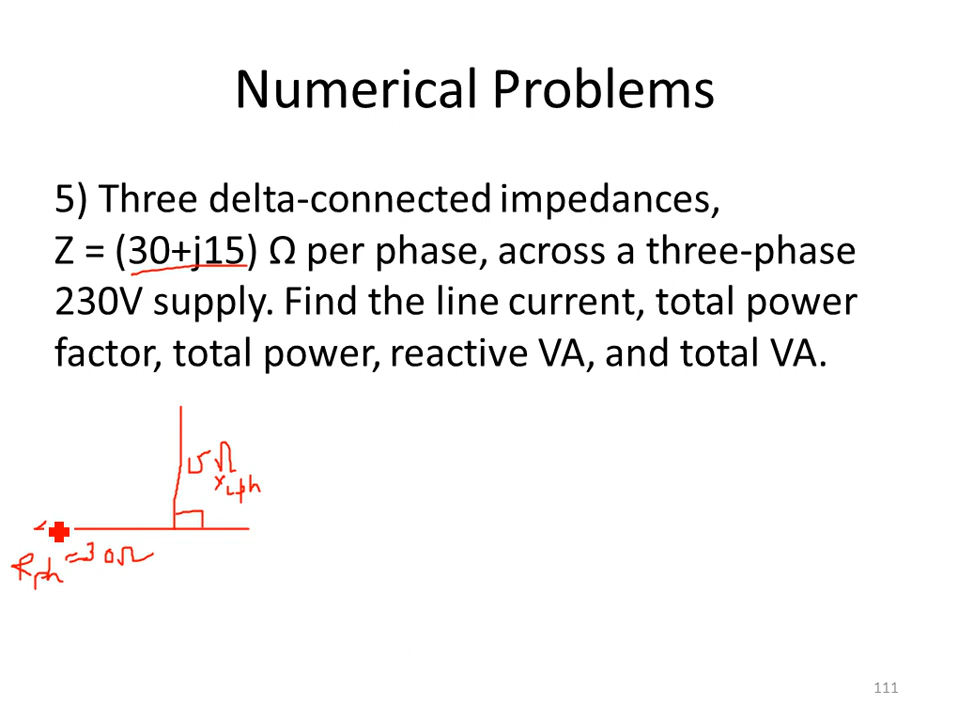 Numerical Problems
5) Three delta-connected impedances,
Z = (30+j15) Ω per phase, across a three-phase
230V supply. Find the line current, total power
factor, total power, reactive VA, and total VA.
15 Ω
XLph
Rph = 30Ω
111